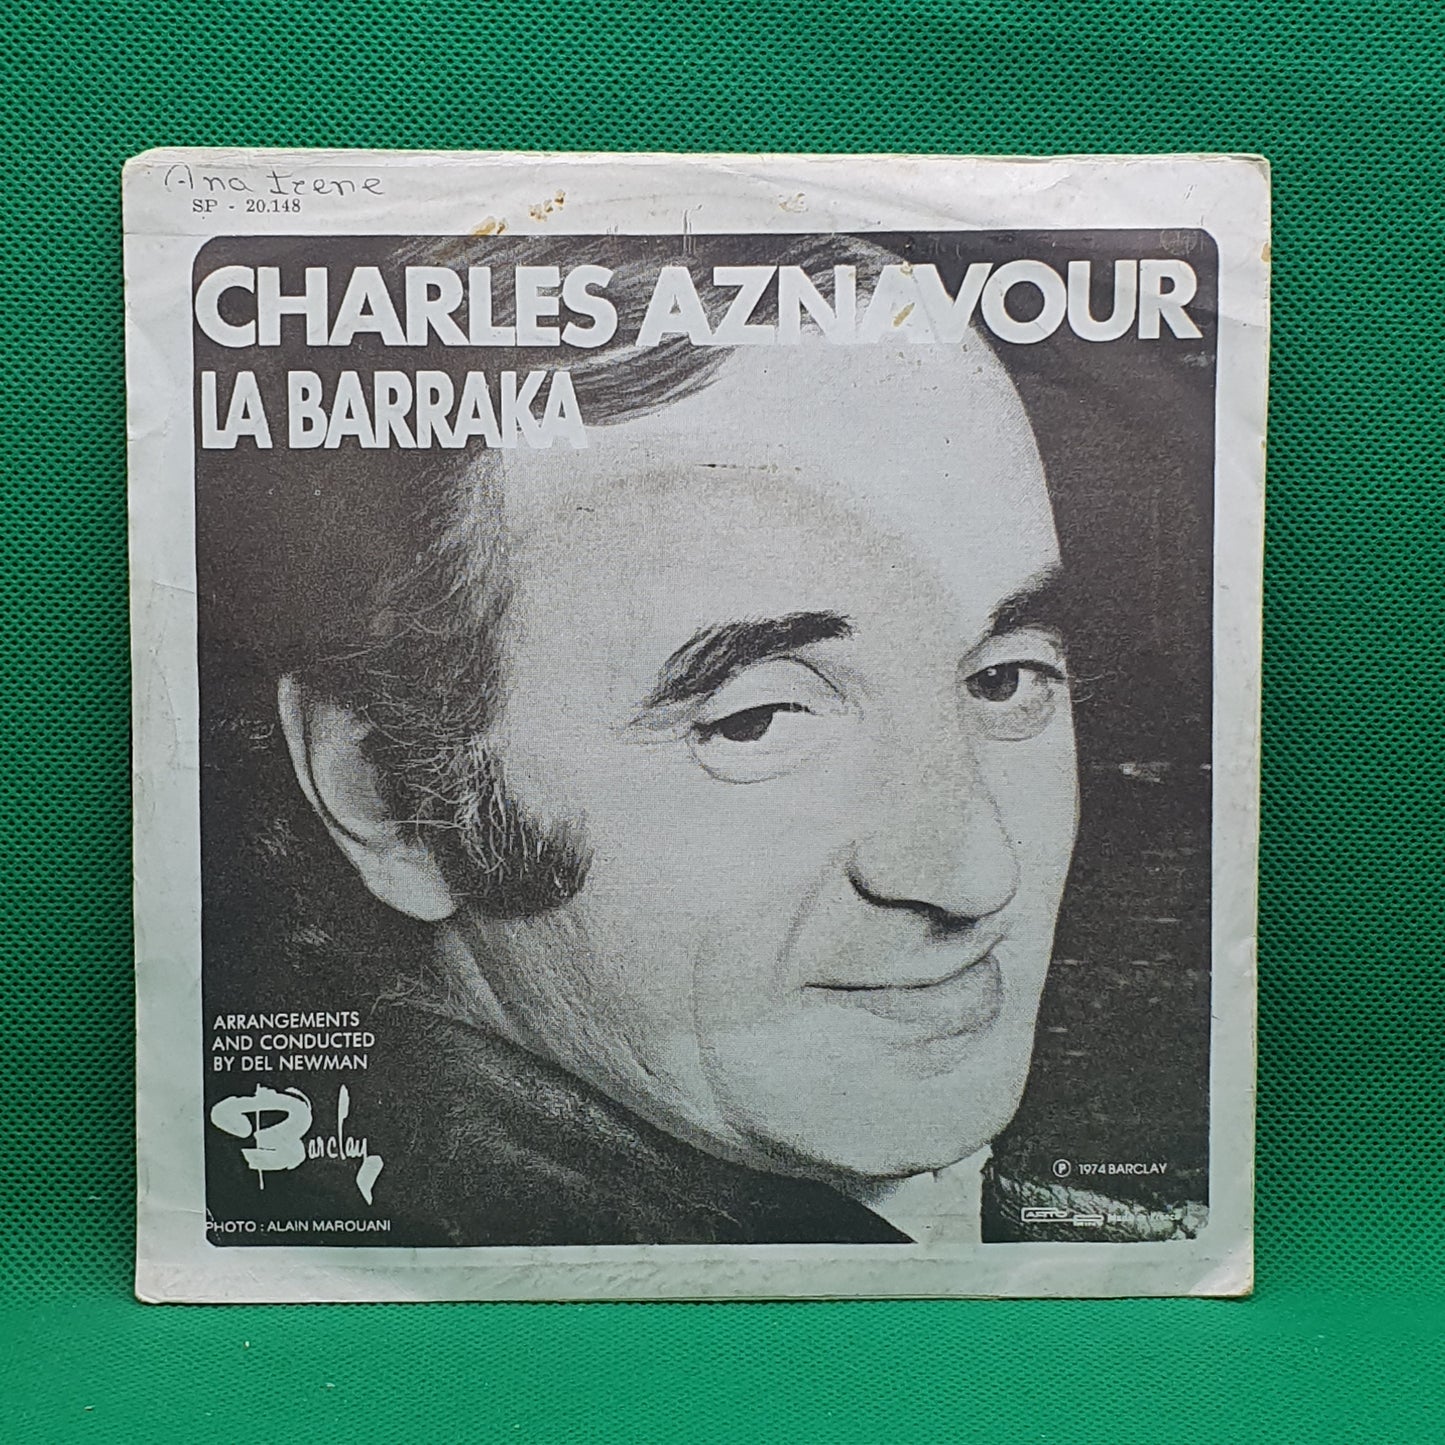 Ana Irene
SP - 20.148
CHARLES AZNAVOUR
LA BARRAKA
ARRANGEMENTS
AND CONDUCTED
BY DEL NEWMAN
Barclay
Ⓟ 1974 BARCLAY
PHOTO : ALAIN MAROUANI